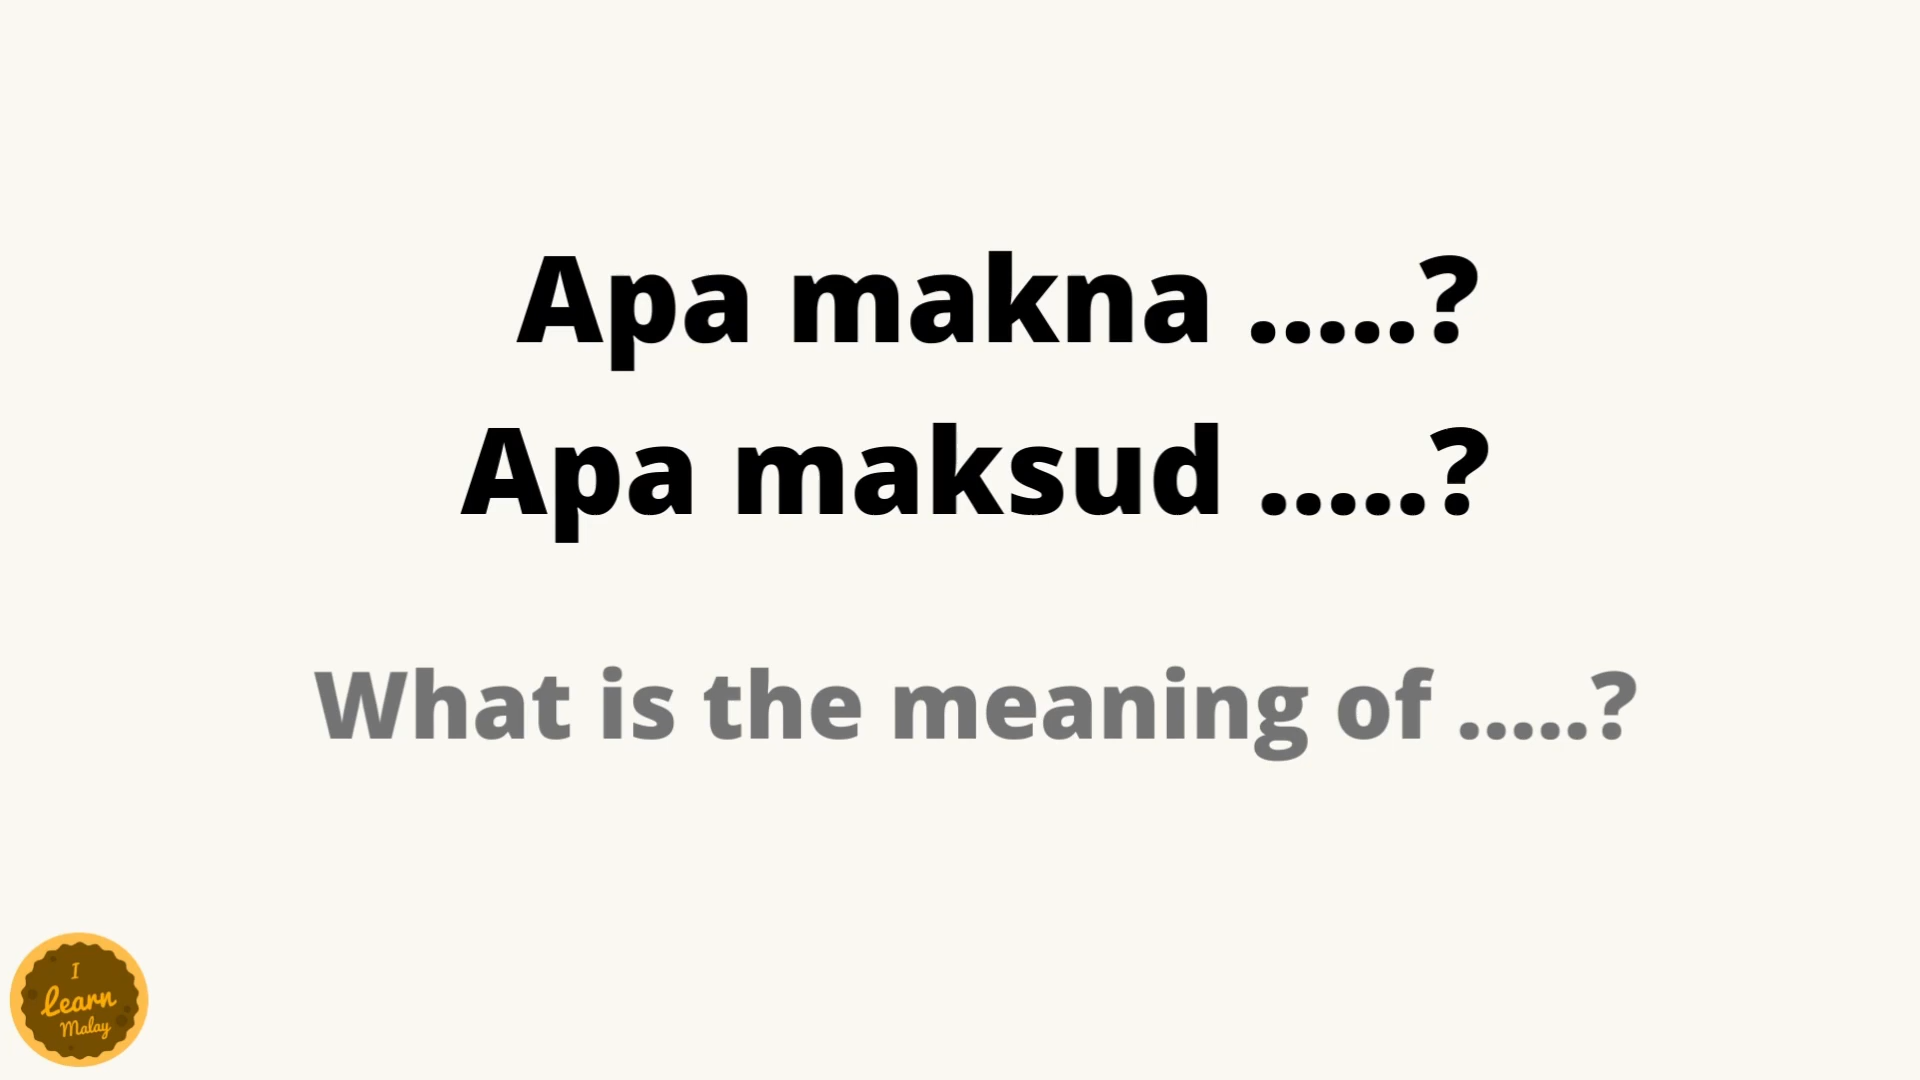 Apa makna .....?
Apa maksud .....?
What is the meaning of .....?
I
Learn
Malay